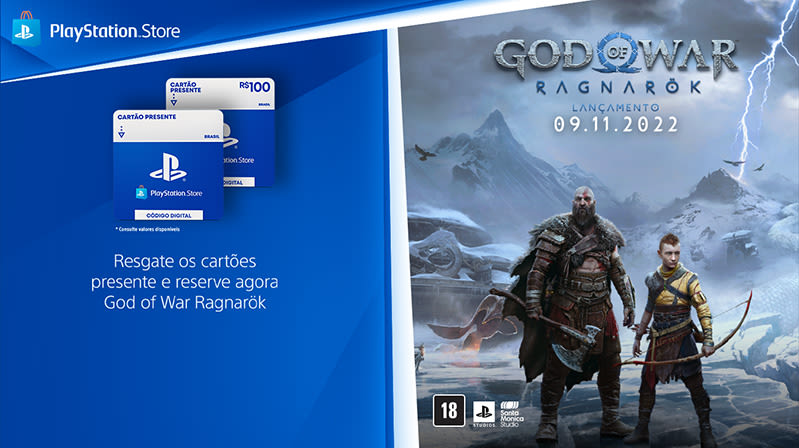 PlayStation.Store
CARTÃO PRESENTE
R$100
BRASIL
CARTÃO PRESENTE
BRASIL
PlayStation.Store
CÓDIGO DIGITAL
DIGITAL
* Consulte valores disponíveis
Resgate os cartões
presente e reserve agora
God of War Ragnarök
GOD OF WAR
RAGNARÖK
LANÇAMENTO
09.11.2022
18
PlayStation
STUDIOS
Santa
Monica
Studio